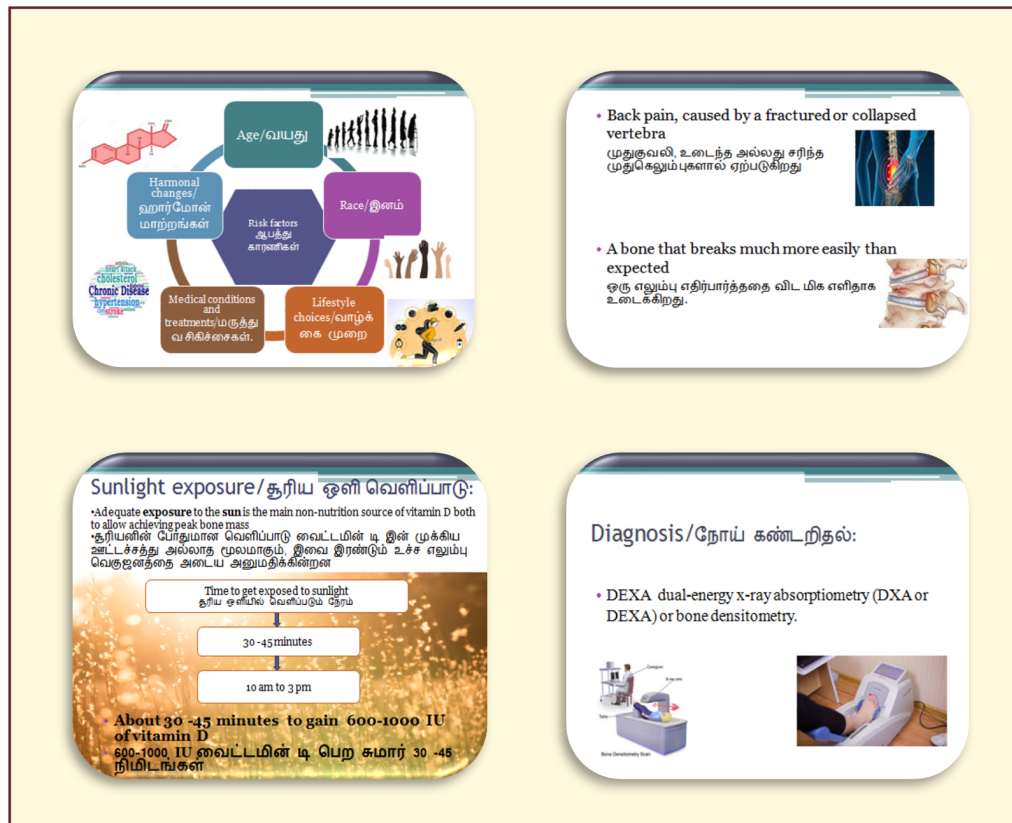 Age/வயது
Harmonal
changes/
ஹார்மோன்
மாற்றங்கள்
Race/இனம்
Risk factors
ஆபத்து
காரணிகள்
heart attack
cholesterol
Chronic Disease
hypertension
stroke
Medical conditions
and
treatments/மருத்து
வ சிகிச்சைகள்.
Lifestyle
choices/வாழ்க்
கை முறை
• Back pain, caused by a fractured or collapsed
vertebra
முதுகுவலி, உடைந்த அல்லது சரிந்த
முதுகெலும்புகளால் ஏற்படுகிறது
• A bone that breaks much more easily than
expected
ஒரு எலும்பு எதிர்பார்த்ததை விட மிக எளிதாக
உடைக்கிறது.
Sunlight exposure/சூரிய ஒளி வெளிப்பாடு:
•Adequate exposure to the sun is the main non-nutrition source of vitamin D both
to allow achieving peak bone mass
•சூரியனின் போதுமான வெளிப்பாடு வைட்டமின் டி இன் முக்கிய
ஊட்டச்சத்து அல்லாத மூலமாகும், இவை இரண்டும் உச்ச எலும்பு
வெகுஜனத்தை அடைய அனுமதிக்கின்றன
Time to get exposed to sunlight
சூரிய ஒளியில் வெளிப்படும் நேரம்
30 -45 minutes
10 am to 3 pm
• About 30 -45 minutes to gain 600-1000 IU
of vitamin D
• 600-1000 IU வைட்டமின் டி பெற சுமார் 30 -45
நிமிடங்கள்
Diagnosis/நோய் கண்டறிதல்:
• DEXA dual-energy x-ray absorptiometry (DXA or
DEXA) or bone densitometry.
Caregiver
X-ray arm
Table
Bone Densitometry Scan